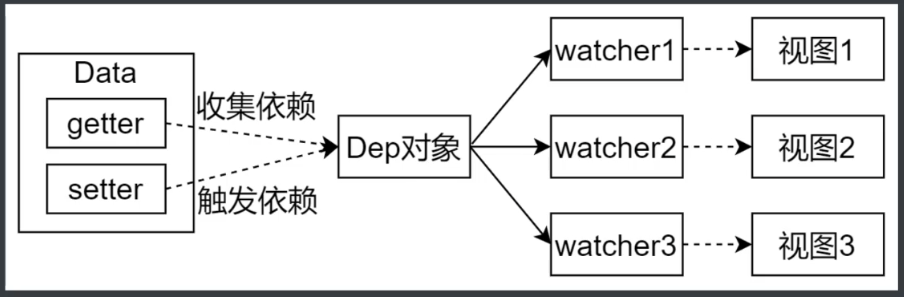 Data
getter
setter
收集依赖
触发依赖
Dep对象
watcher1
视图1
watcher2
视图2
watcher3
视图3